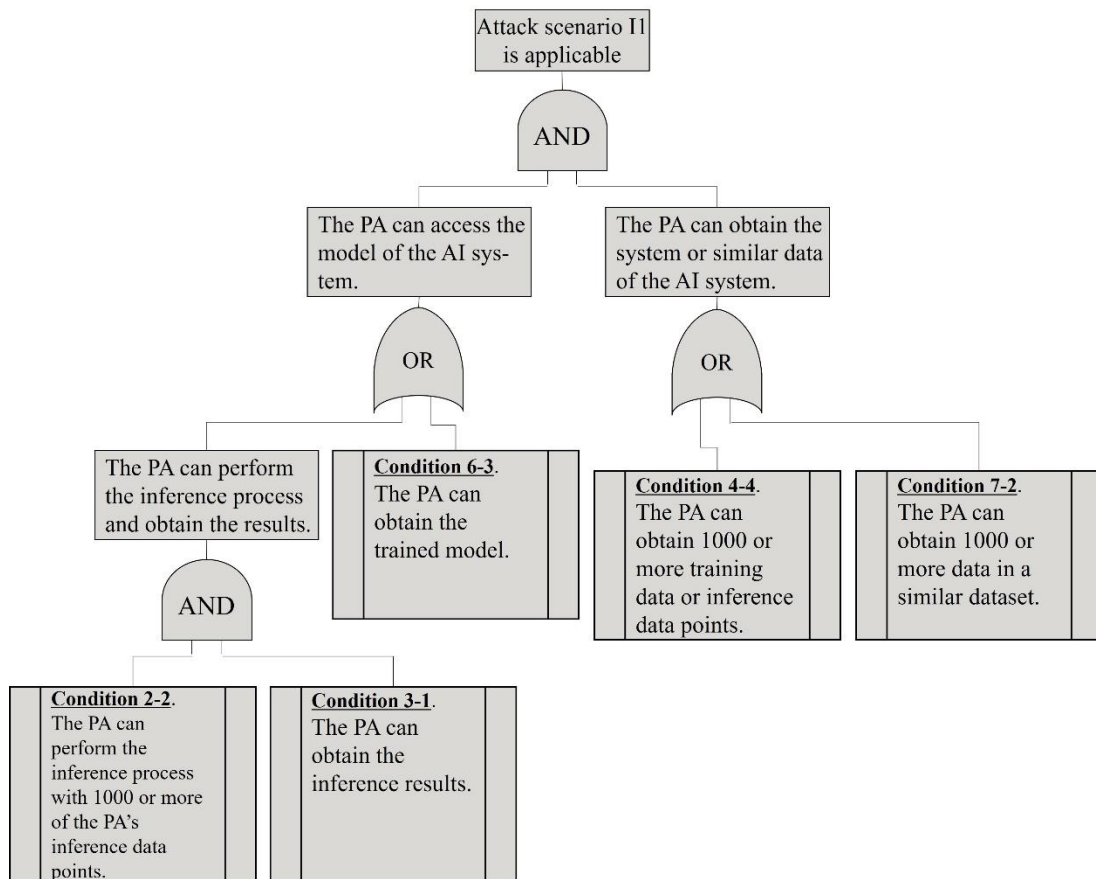 Attack scenario I1
is applicable
AND
The PA can access the
model of the AI sys-
tem.
The PA can obtain the
system or similar data
of the AI system.
OR
OR
The PA can perform
the inference process
and obtain the results.
Condition 6-3.
The PA can
obtain the
trained model.
Condition 4-4.
The PA can
obtain 1000 or
more training
data or inference
data points.
Condition 7-2.
The PA can
obtain 1000 or
more data in a
similar dataset.
AND
Condition 2-2.
The PA can
perform the
inference process
with 1000 or more
of the PA’s
inference data
points.
Condition 3-1.
The PA can
obtain the
inference results.